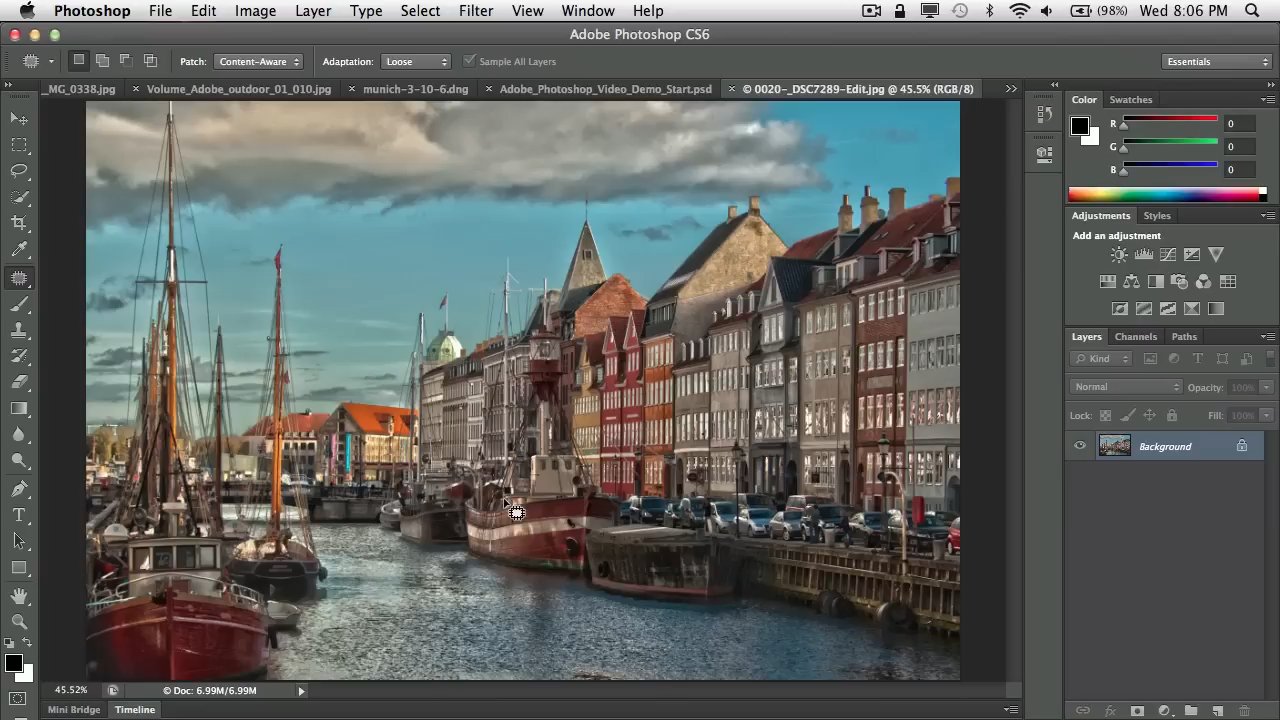 Photoshop File Edit Image Layer Type Select Filter View Window Help (98%) Wed 8:06 PM
Adobe Photoshop CS6
Patch: Content-Aware Adaptation: Loose Sample All Layers Essentials
_MG_0338.jpg × Volume_Adobe_outdoor_01_010.jpg × munich-3-10-6.dng × Adobe_Photoshop_Video_Demo_Start.psd × © 0020-_DSC7289-Edit.jpg @ 45.5% (RGB/8)
Color Swatches
R 0
G 0
B 0
Adjustments Styles
Add an adjustment
Layers Channels Paths
Kind
Normal Opacity: 100%
Lock: Fill: 100%
Background
45.52% © Doc: 6.99M/6.99M
Mini Bridge Timeline